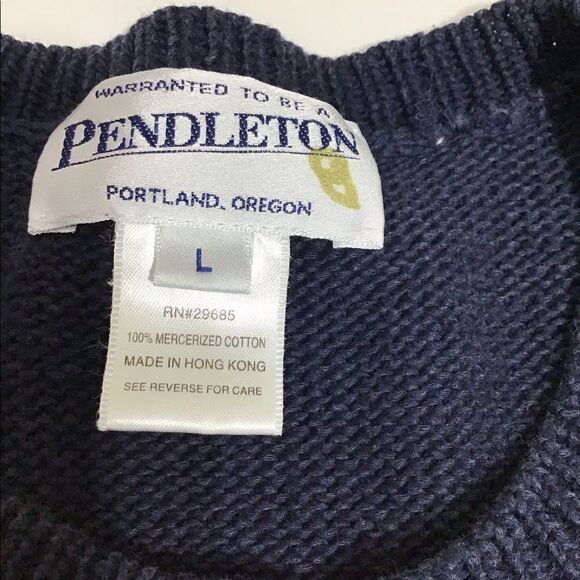 WARRANTED TO BE A
PENDLETON
PORTLAND, OREGON
L
RN#29685
100% MERCERIZED COTTON
MADE IN HONG KONG
SEE REVERSE FOR CARE